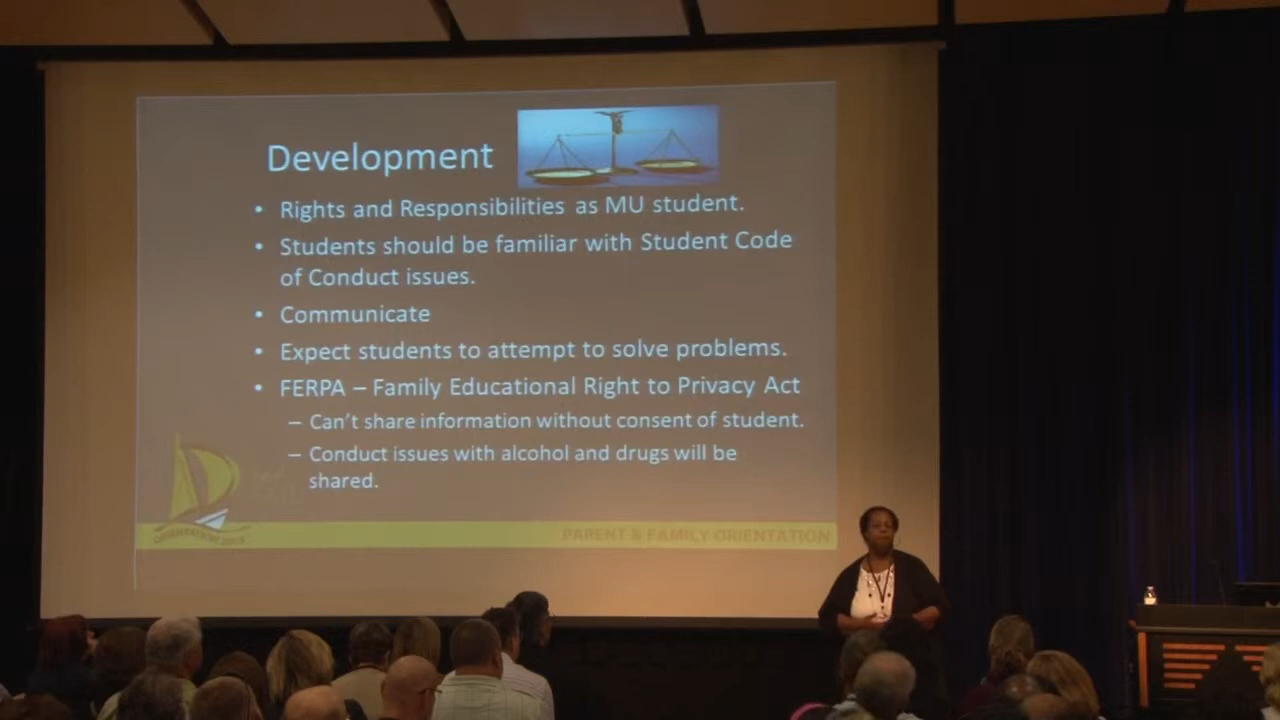 Development
• Rights and Responsibilities as MU student.
• Students should be familiar with Student Code
of Conduct issues.
• Communicate
• Expect students to attempt to solve problems.
• FERPA – Family Educational Right to Privacy Act
– Can't share information without consent of student.
– Conduct issues with alcohol and drugs will be
shared.
PARENT & FAMILY ORIENTATION